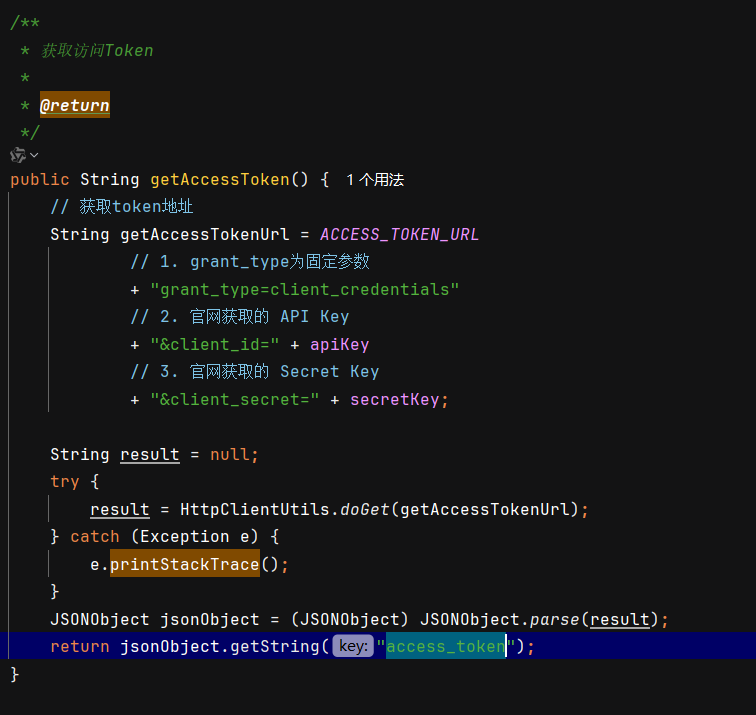 /**
 * 获取访问Token
 *
 * @return
 */
public String getAccessToken() { 1个用法
    // 获取token地址
    String getAccessTokenUrl = ACCESS_TOKEN_URL
            // 1. grant_type为固定参数
            + "grant_type=client_credentials"
            // 2. 官网获取的 API Key
            + "&client_id=" + apiKey
            // 3. 官网获取的 Secret Key
            + "&client_secret=" + secretKey;

    String result = null;
    try {
        result = HttpClientUtils.doGet(getAccessTokenUrl);
    } catch (Exception e) {
        e.printStackTrace();
    }
    JSONObject jsonObject = (JSONObject) JSONObject.parse(result);
    return jsonObject.getString( key: "access_token");
}